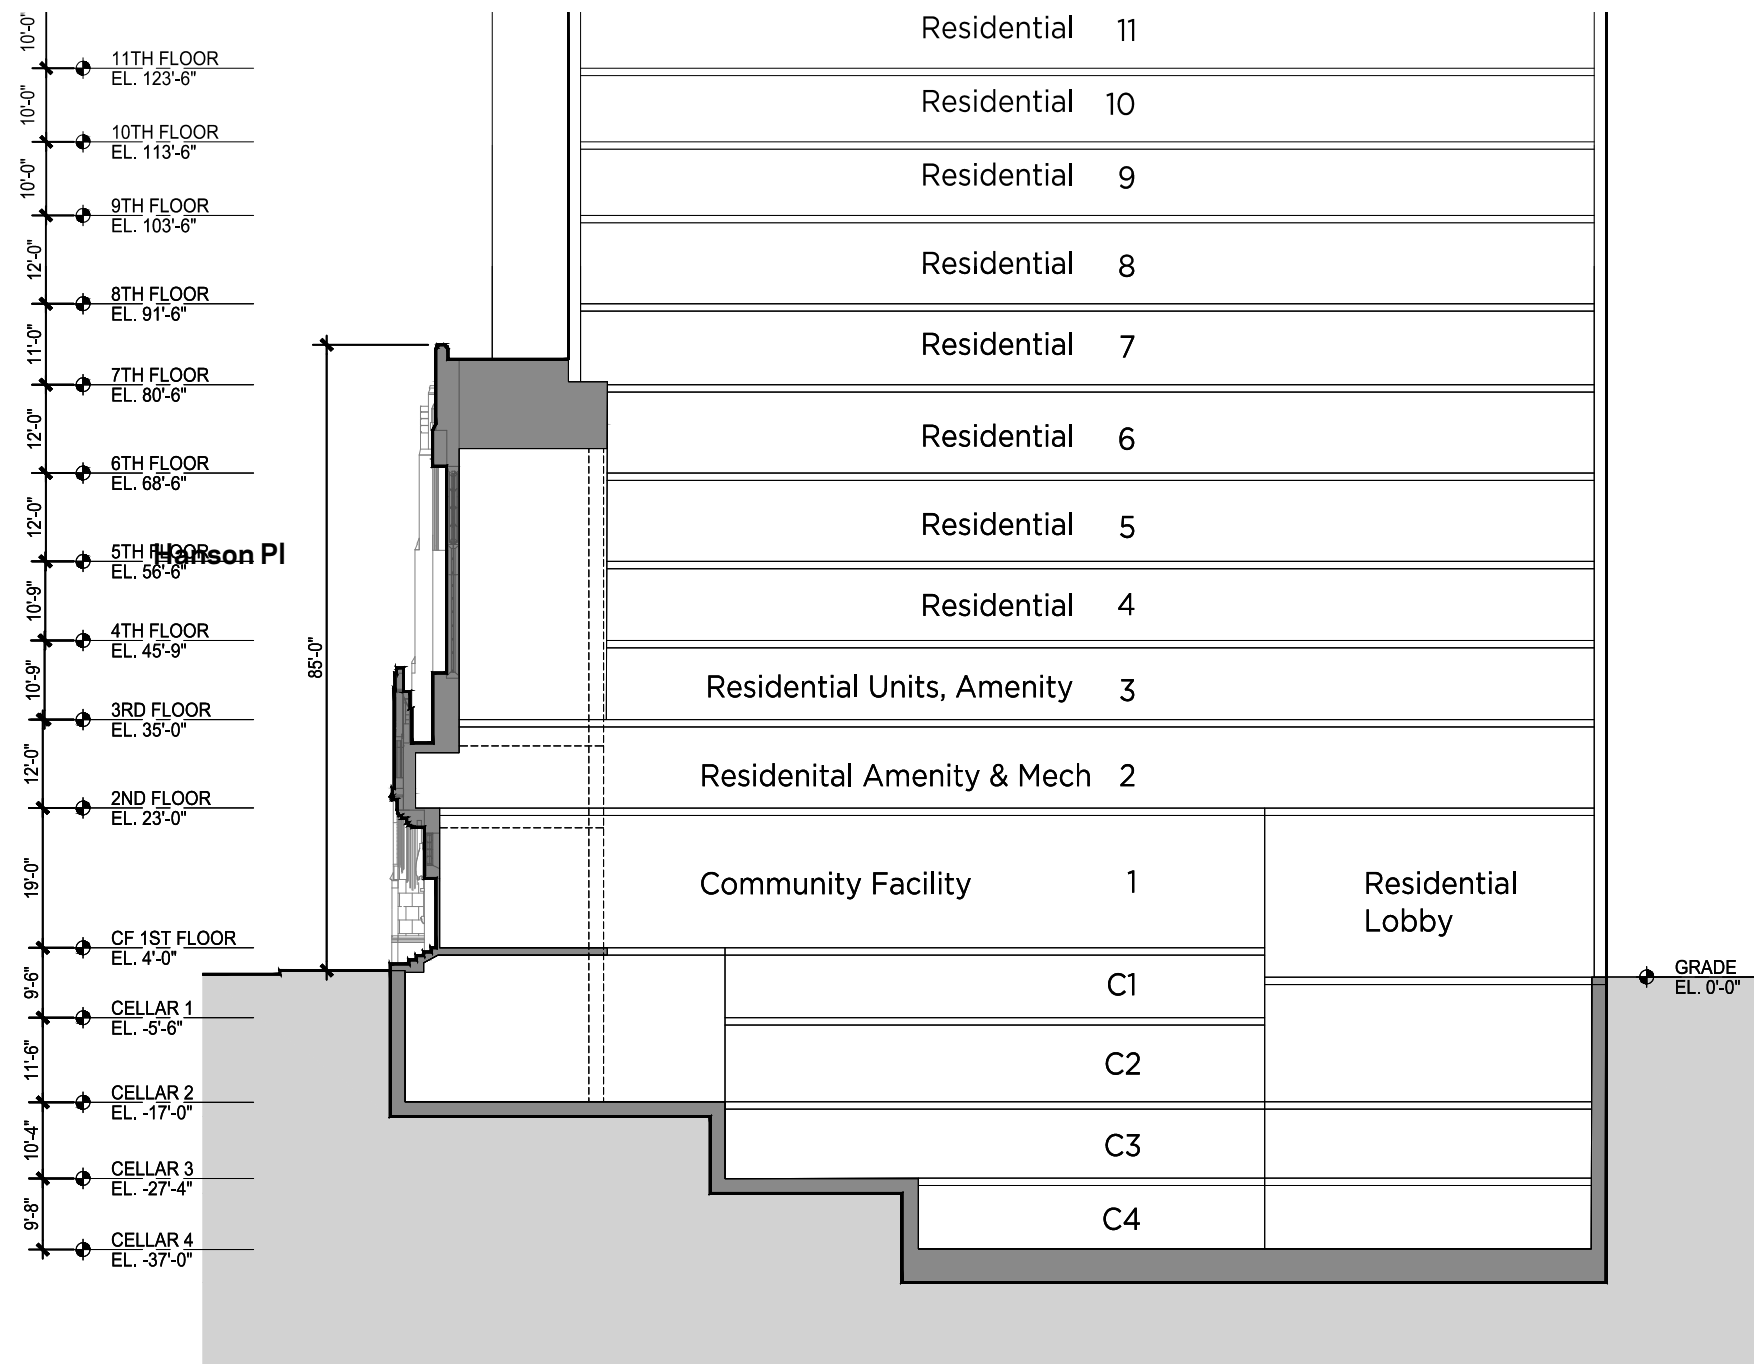 10'-0"
11TH FLOOR
EL. 123'-6"
10'-0"
10TH FLOOR
EL. 113'-6"
10'-0"
9TH FLOOR
EL. 103'-6"
12'-0"
8TH FLOOR
EL. 91'-6"
11'-0"
7TH FLOOR
EL. 80'-6"
12'-0"
6TH FLOOR
EL. 68'-6"
12'-0"
5TH FLOOR
EL. 56'-6"
Hanson Pl
10'-9"
4TH FLOOR
EL. 45'-9"
10'-9"
3RD FLOOR
EL. 35'-0"
12'-0"
2ND FLOOR
EL. 23'-0"
19'-0"
CF 1ST FLOOR
EL. 4'-0"
9'-6"
CELLAR 1
EL. -5'-6"
11'-6"
CELLAR 2
EL. -17'-0"
10'-4"
CELLAR 3
EL. -27'-4"
9'-8"
CELLAR 4
EL. -37'-0"
85'-0"
Residential 11
Residential 10
Residential 9
Residential 8
Residential 7
Residential 6
Residential 5
Residential 4
Residential Units, Amenity 3
Residenital Amenity & Mech 2
Community Facility 1
Residential
Lobby
C1
C2
C3
C4
GRADE
EL. 0'-0"